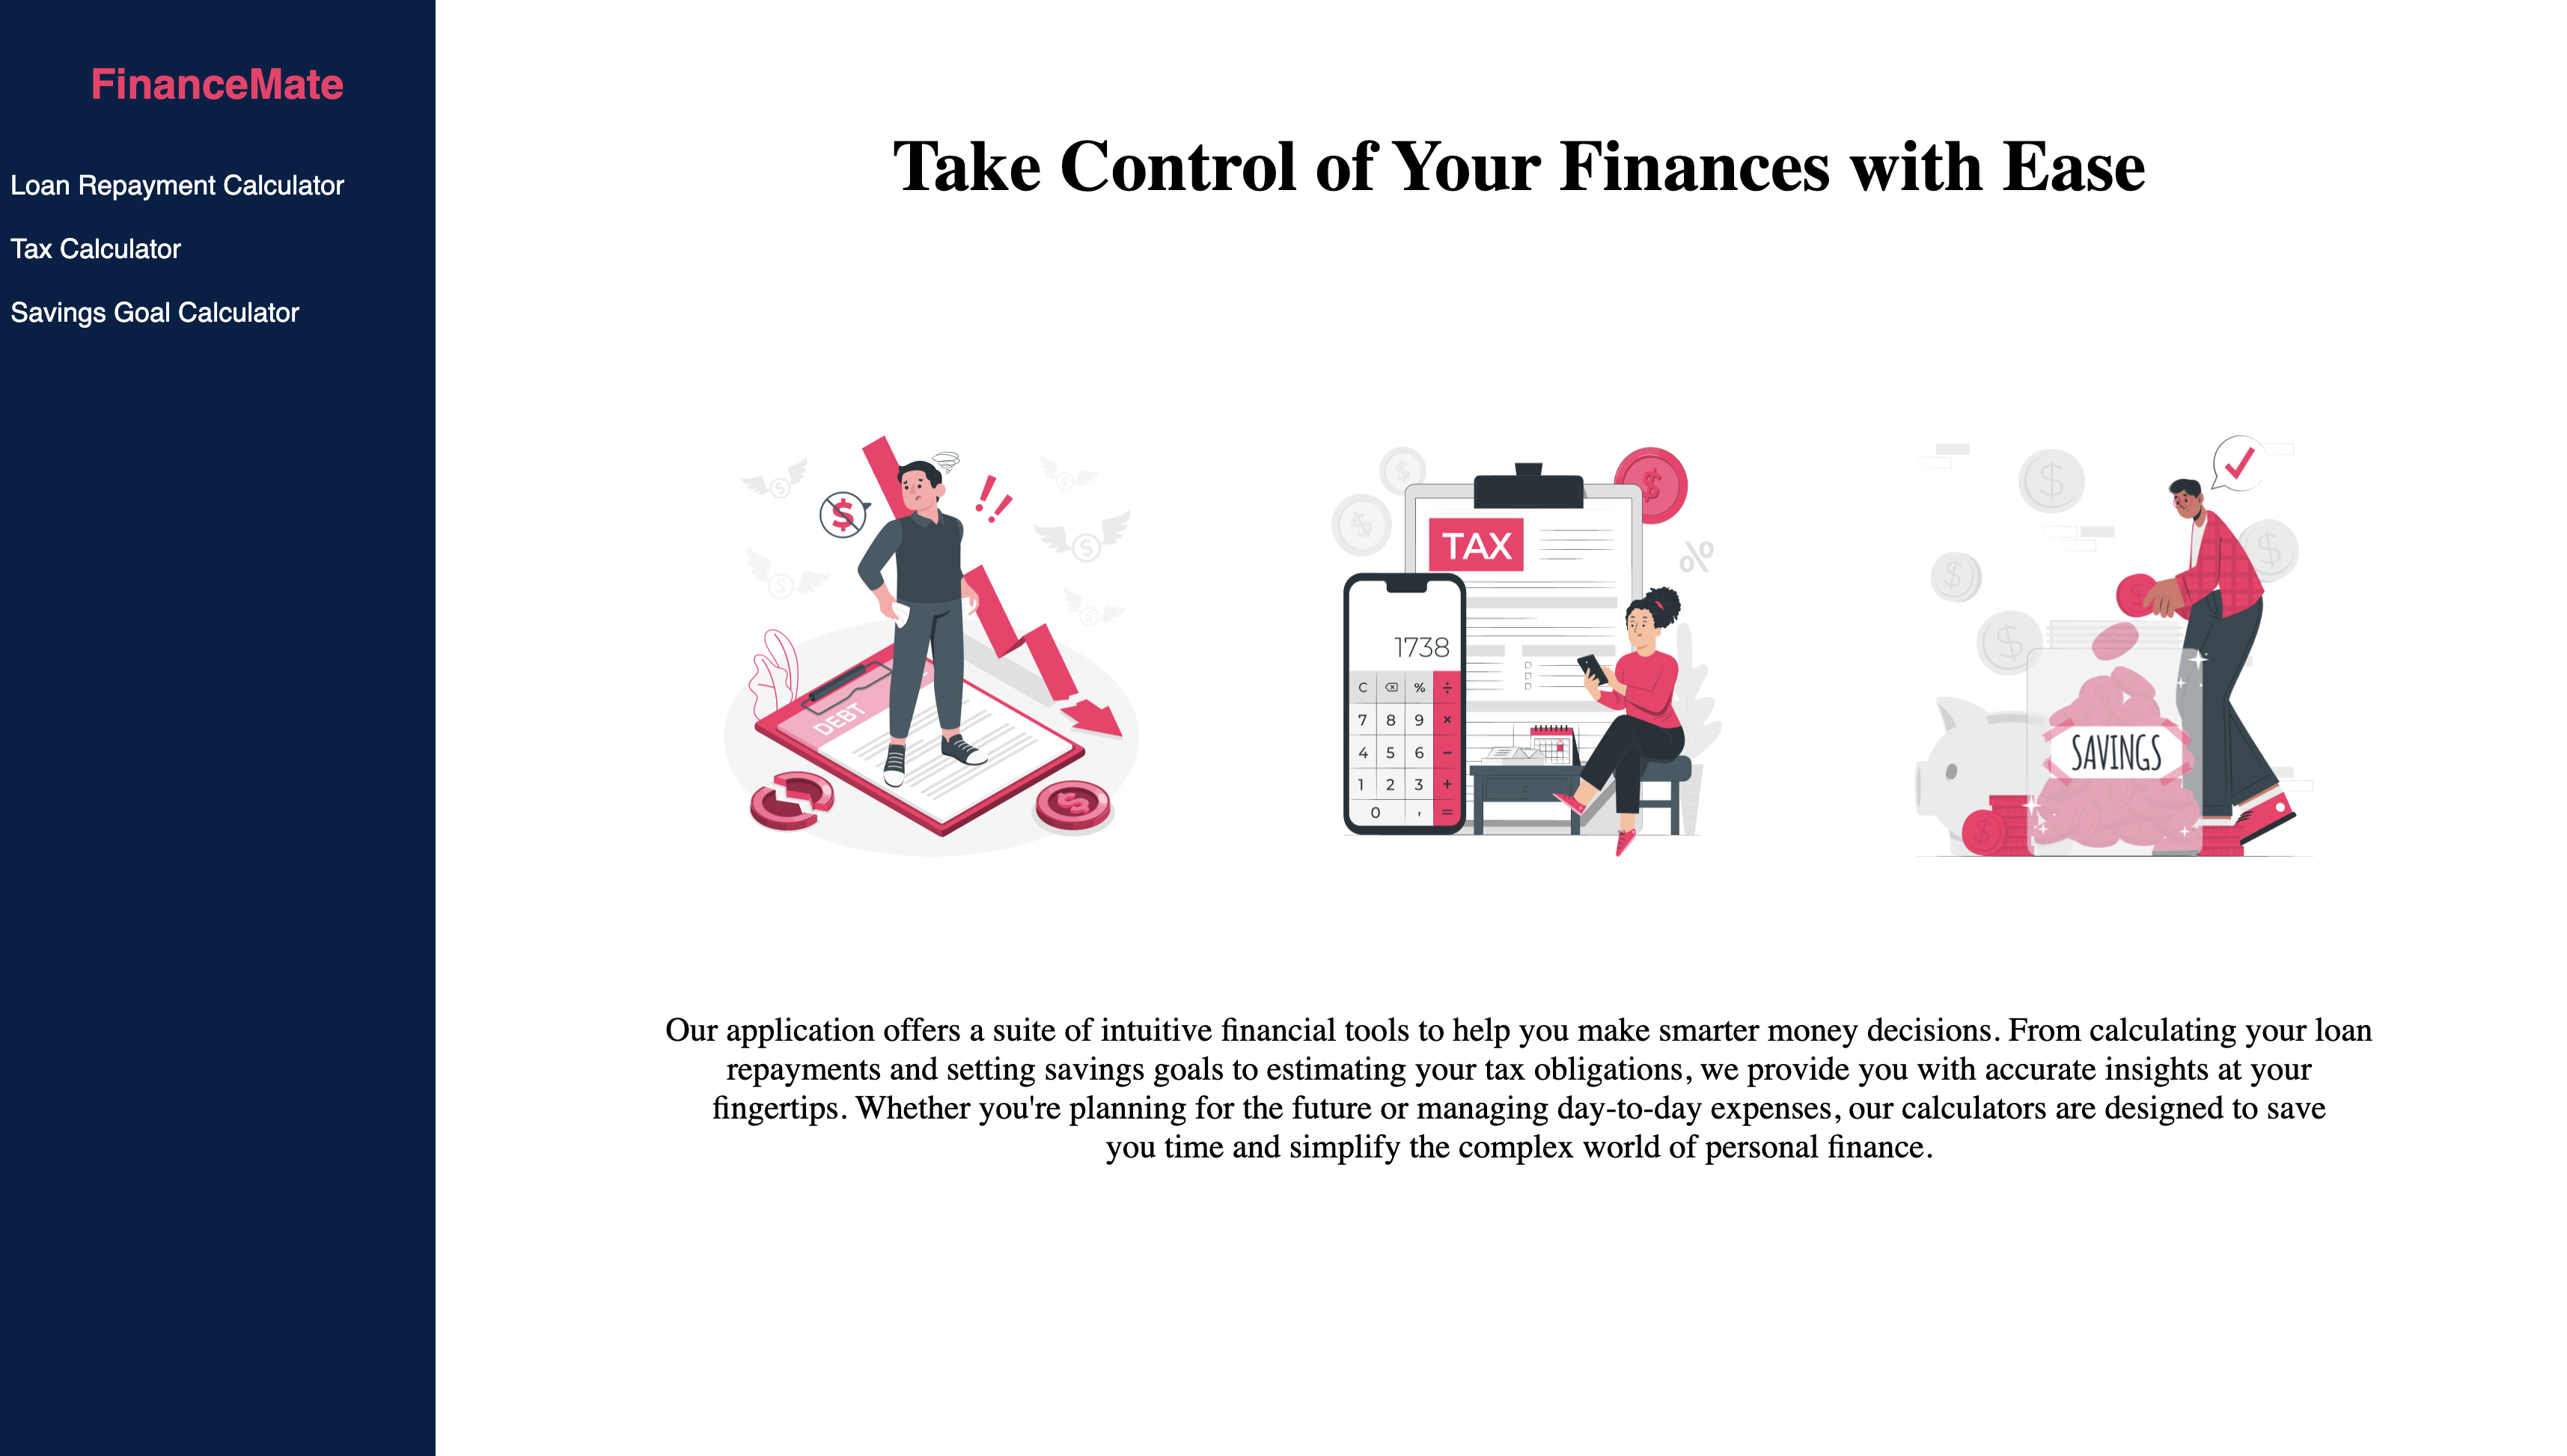 FinanceMate
Loan Repayment Calculator
Tax Calculator
Savings Goal Calculator
Take Control of Your Finances with Ease
$
!!
DEBT
TAX
%
1738
C ⌫ % ÷
7 8 9 ×
4 5 6 −
1 2 3 +
0 , =
SAVINGS
Our application offers a suite of intuitive financial tools to help you make smarter money decisions. From calculating your loan
repayments and setting savings goals to estimating your tax obligations, we provide you with accurate insights at your
fingertips. Whether you're planning for the future or managing day-to-day expenses, our calculators are designed to save
you time and simplify the complex world of personal finance.